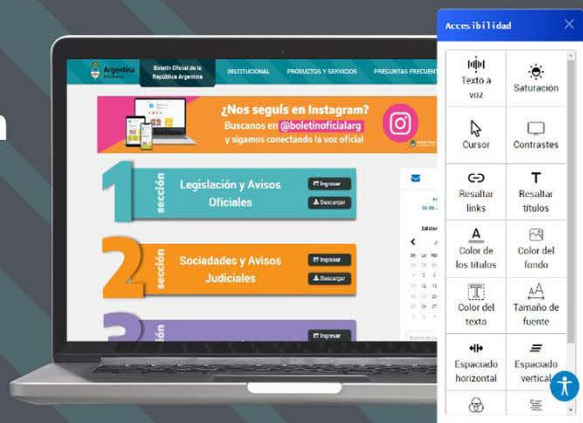 Argentina
Boletín Oficial de la
República Argentina
INSTITUCIONAL
PRODUCTOS Y SERVICIOS
PREGUNTAS FRECUENT
¿Nos seguís en Instagram?
Buscanos en @boletinoficialarg
y sigamos conectando la voz oficial
1
sección
Legislación y Avisos
Oficiales
Ingresar
Descargar
2
sección
Sociedades y Avisos
Judiciales
Ingresar
Descargar
3
ción
Ingresar
Accesibilidad
Texto a
voz
Saturación
Cursor
Contrastes
Resaltar
links
Resaltar
títulos
Color de
los títulos
Color del
fondo
Color del
texto
Tamaño de
fuente
Espaciado
horizontal
Espaciado
vertical